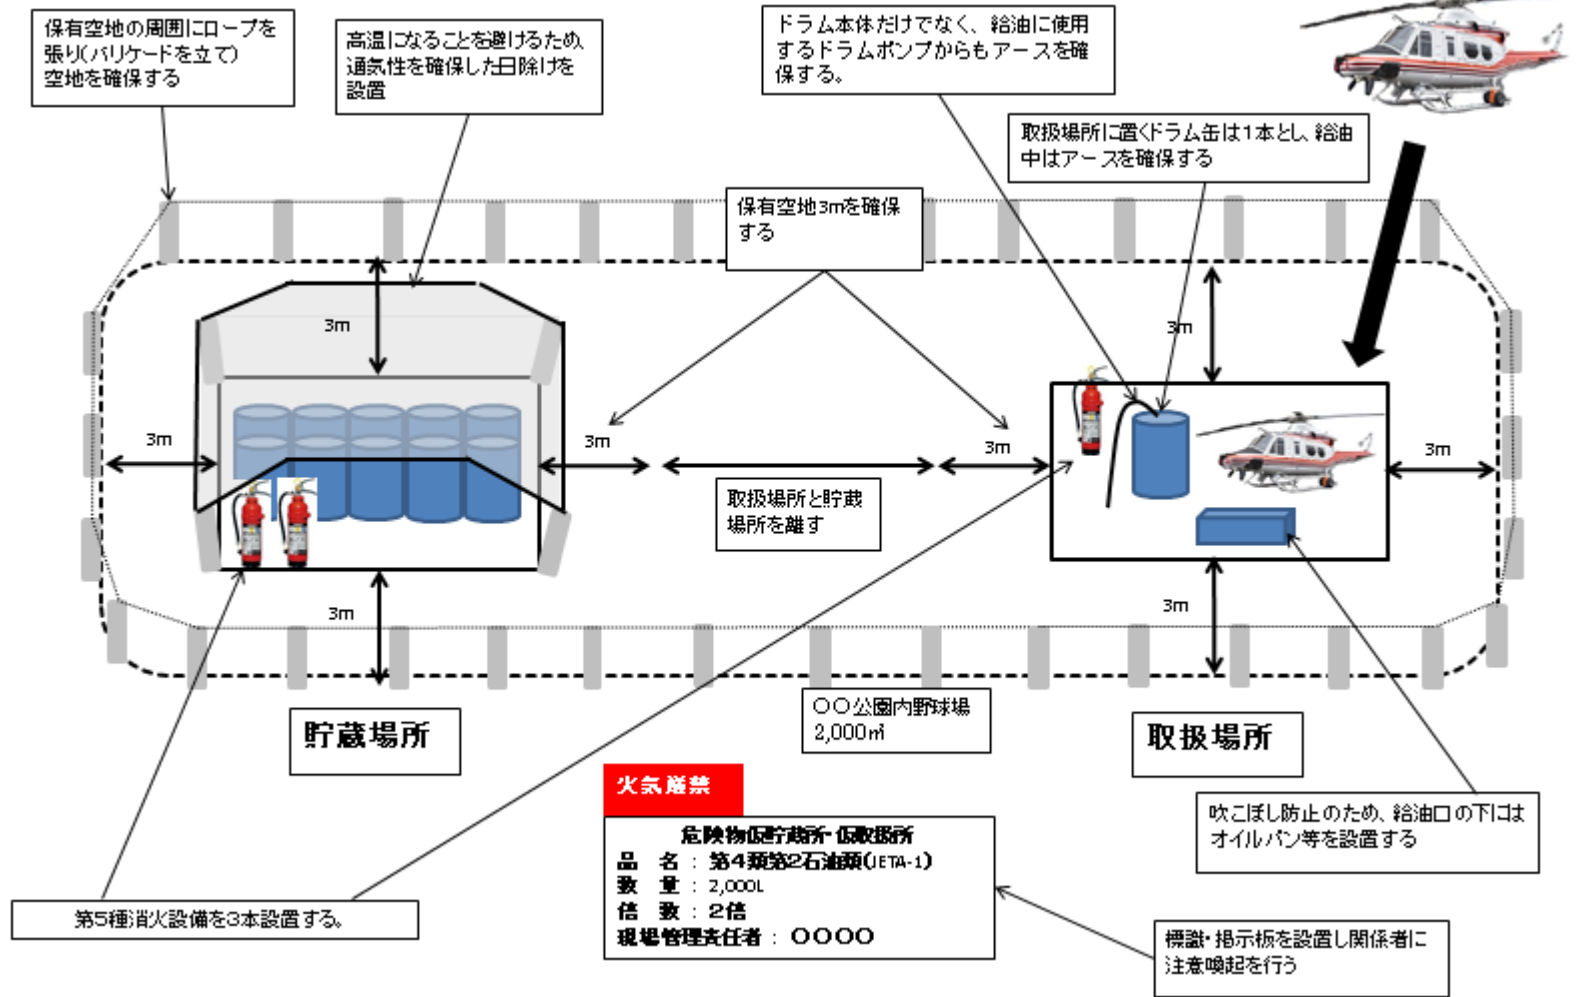 保有空地の周囲にロープを
張り(バリケードを立て)
空地を確保する
高温になることを避けるため、
通気性を確保した日除けを
設置
ドラム本体だけでなく、給油に使用
するドラムポンプからもアースを確
保する。
取扱場所に置くドラム缶は1本とし、給油
中はアースを確保する
保有空地3mを確保
する
3m
3m
3m
3m
3m
3m
3m
3m
取扱場所と貯蔵
場所を離す
貯蔵場所
〇〇公園内野球場
2,000㎡
取扱場所
火気厳禁
危険物仮貯蔵所・仮取扱所
品　名：第4類第2石油類(JETA-1)
数　量：2,000L
倍　数：2倍
現場管理責任者：〇〇〇〇
吹こぼし防止のため、給油口の下には
オイルパン等を設置する
第5種消火設備を3本設置する。
標識・掲示板を設置し関係者に
注意喚起を行う